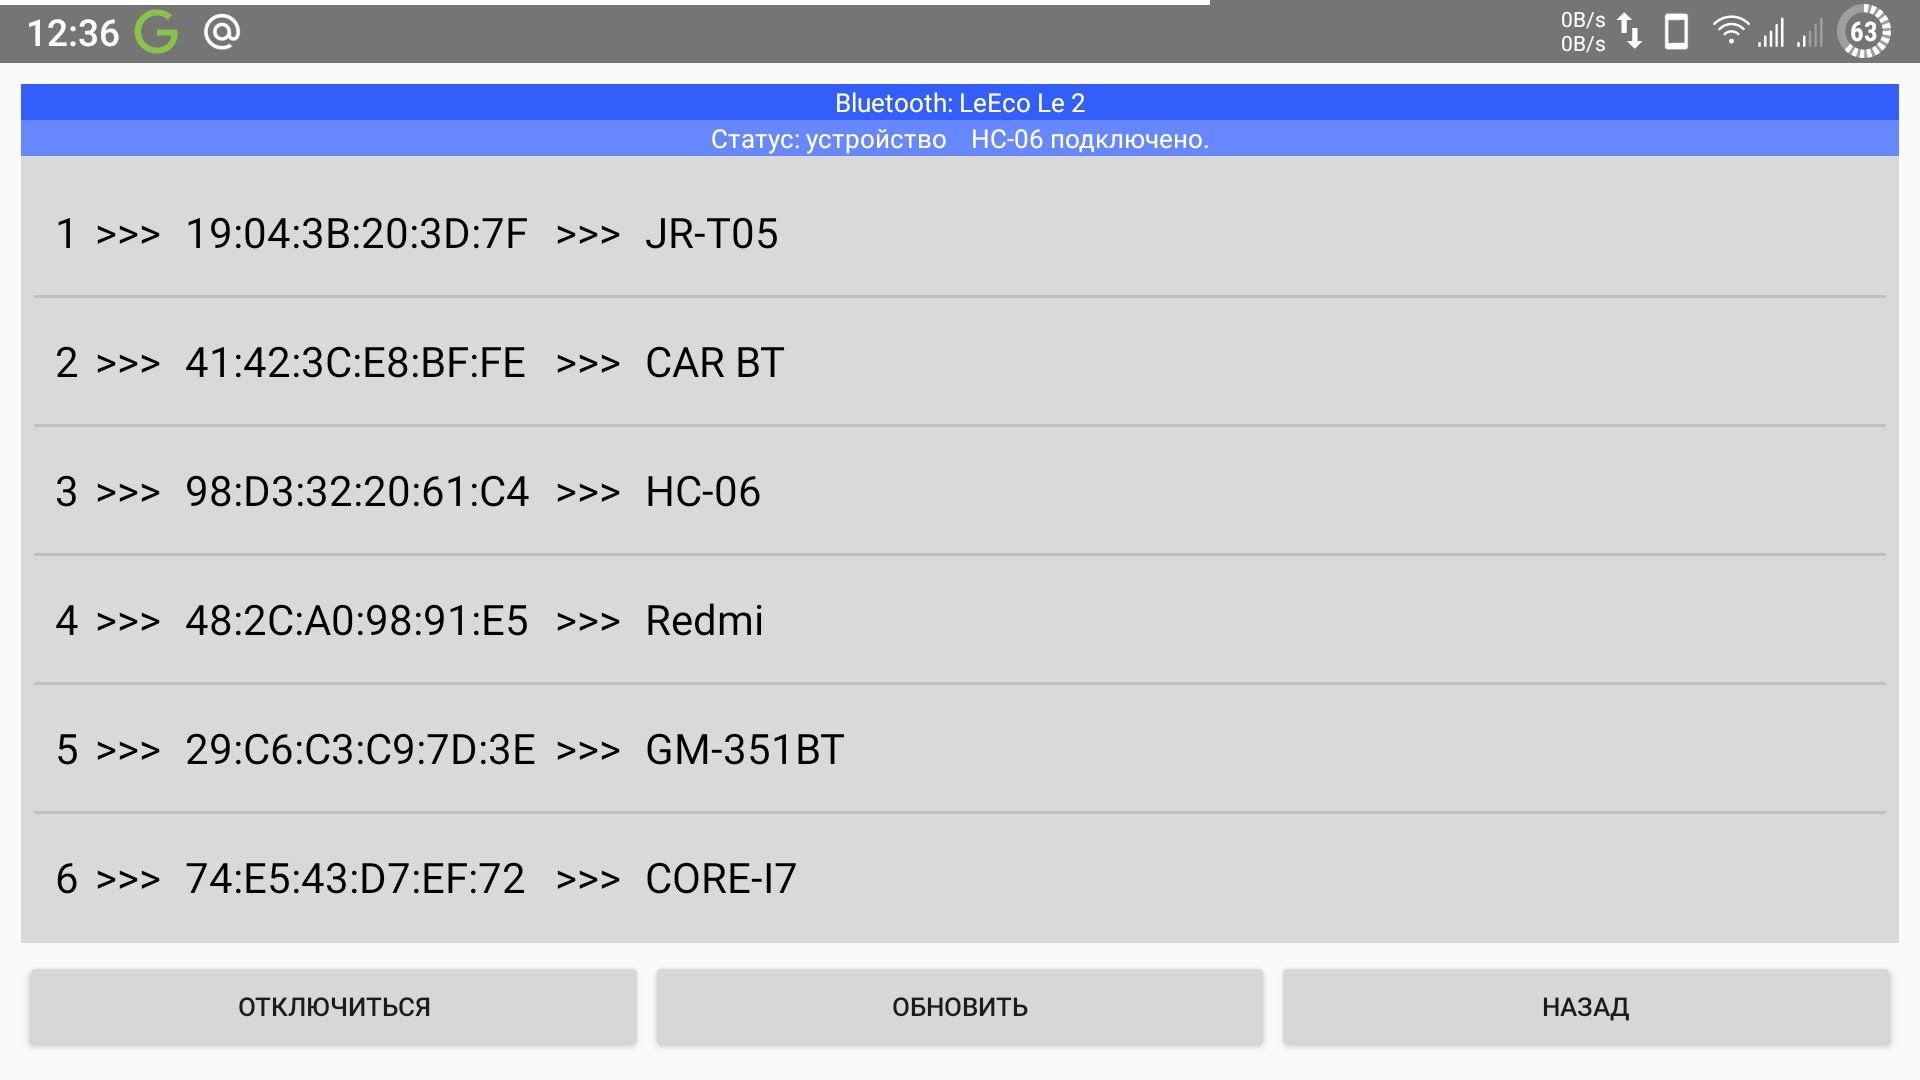 12:36
0B/s
0B/s
63
Bluetooth: LeEco Le 2
Статус: устройство HC-06 подключено.
1 >>> 19:04:3B:20:3D:7F >>> JR-T05
2 >>> 41:42:3C:E8:BF:FE >>> CAR BT
3 >>> 98:D3:32:20:61:C4 >>> HC-06
4 >>> 48:2C:A0:98:91:E5 >>> Redmi
5 >>> 29:C6:C3:C9:7D:3E >>> GM-351BT
6 >>> 74:E5:43:D7:EF:72 >>> CORE-I7
ОТКЛЮЧИТЬСЯ
ОБНОВИТЬ
НАЗАД